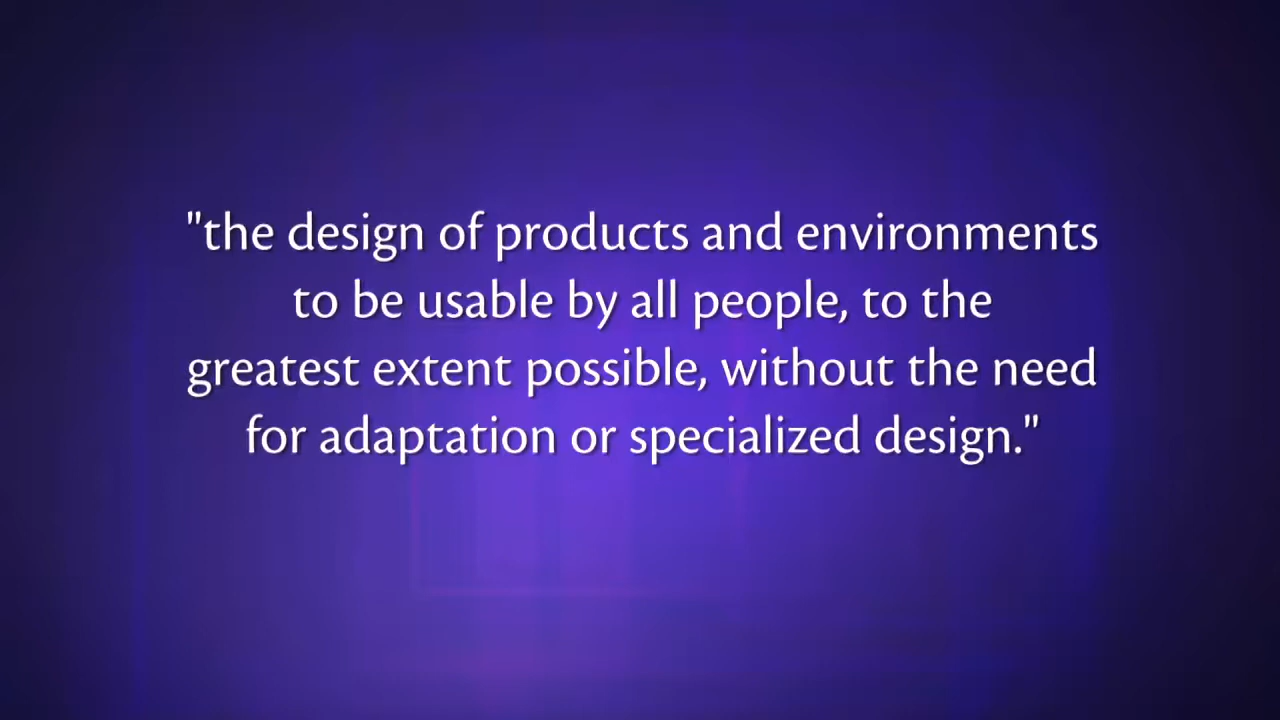 "the design of products and environments
to be usable by all people, to the
greatest extent possible, without the need
for adaptation or specialized design."